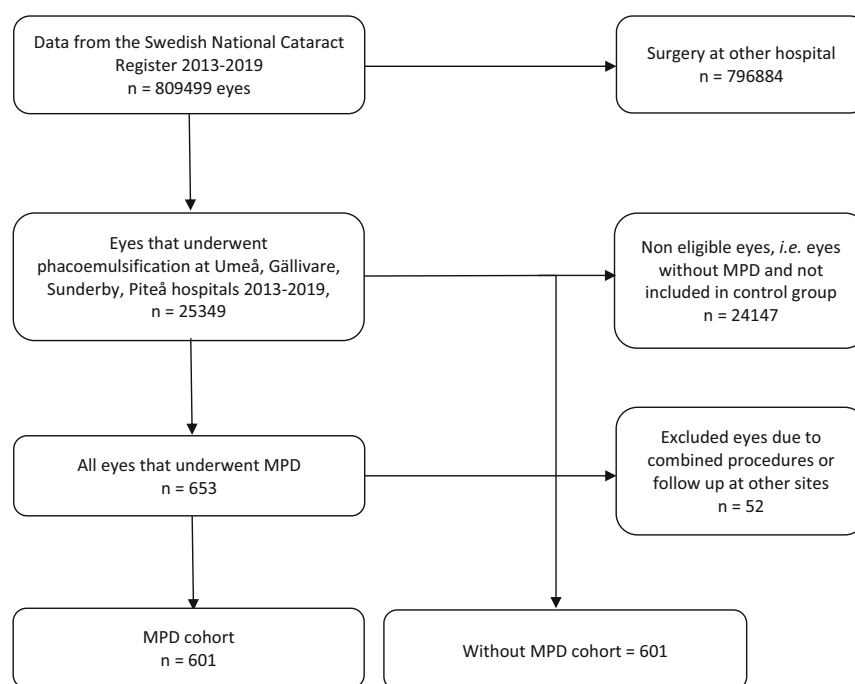 Data from the Swedish National Cataract
Register 2013-2019
n = 809499 eyes
Surgery at other hospital
n = 796884
Eyes that underwent
phacoemulsification at Umeå, Gällivare,
Sunderby, Piteå hospitals 2013-2019,
n = 25349
Non eligible eyes, i.e. eyes
without MPD and not
included in control group
n = 24147
All eyes that underwent MPD
n = 653
Excluded eyes due to
combined procedures or
follow up at other sites
n = 52
MPD cohort
n = 601
Without MPD cohort = 601